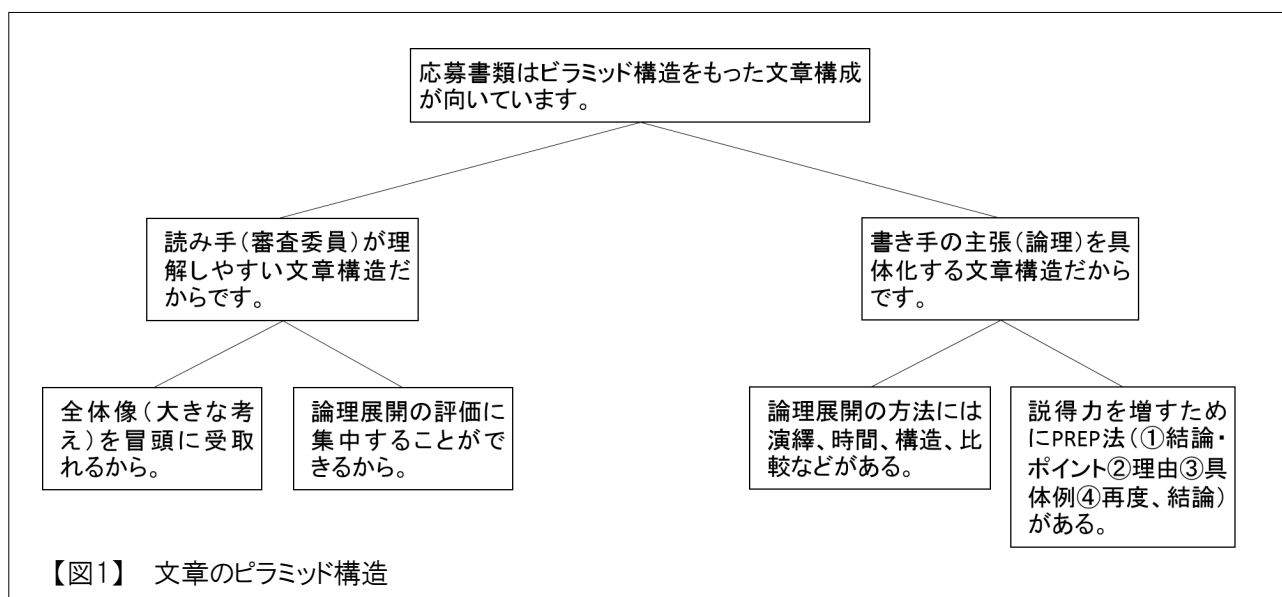 応募書類はビラミッド構造をもった文章構成
が向いています。
読み手(審査委員)が理
解しやすい文章構造だ
からです。
書き手の主張(論理)を具
体化する文章構造だから
です。
全体像(大きな考
え)を冒頭に受取
れるから。
論理展開の評価に
集中することがで
きるから。
論理展開の方法には
演繹、時間、構造、比
較などがある。
説得力を増すため
にPREP法(①結論・
ポイント②理由③具
体例④再度、結論)
がある。
【図1】 文章のピラミッド構造